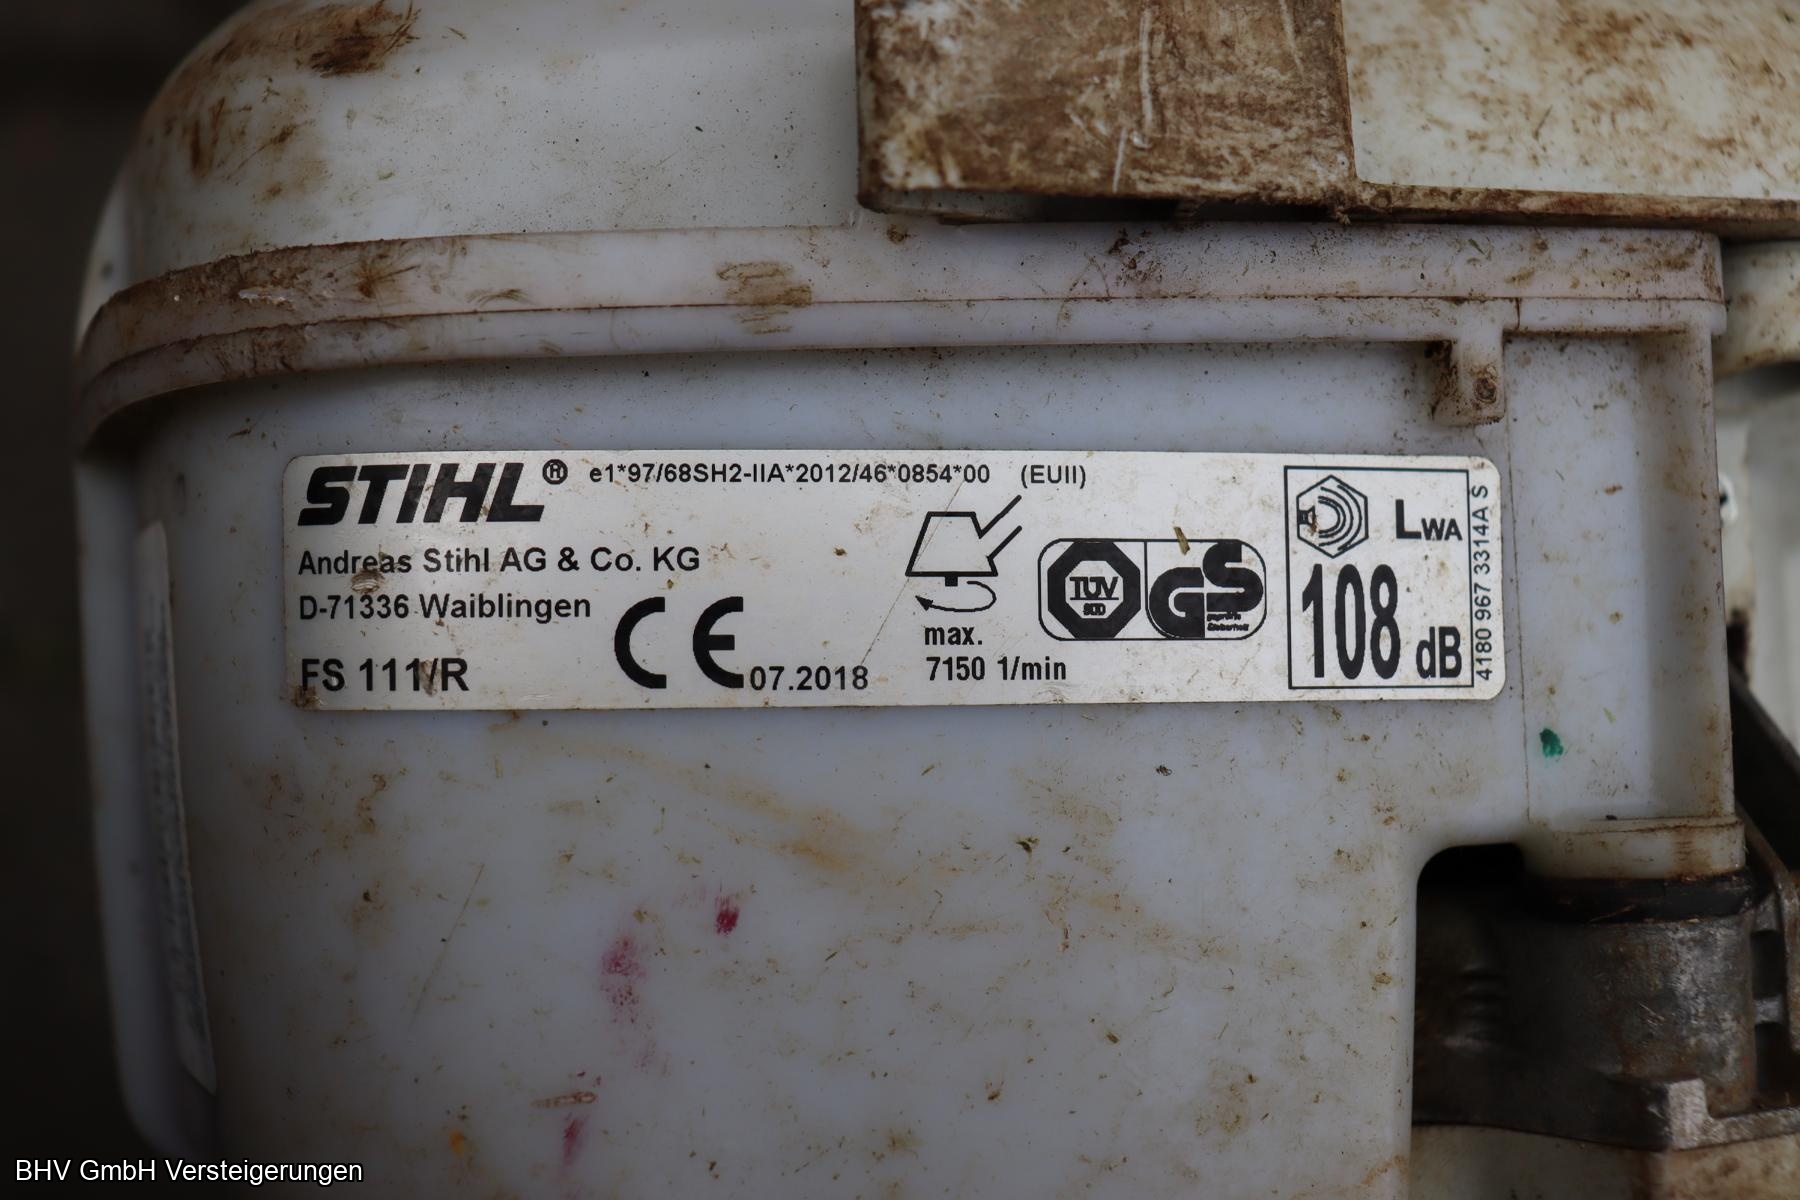 STIHL® e1*97/68SH2-IIA*2012/46*0854*00 (EUII)
Andreas Stihl AG & Co. KG
D-71336 Waiblingen
FS 111/R
CE 07.2018
max.
7150 1/min
TÜV
SÜD
GS
geprüfte
Sicherheit
LWA
108 dB
4180 967 3314A S
BHV GmbH Versteigerungen